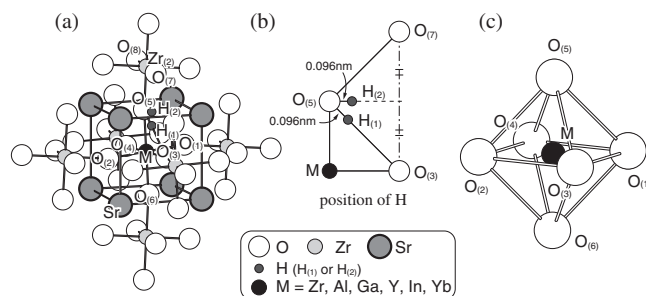 (a)
O(8)
Zr(2)
O(7)
O(5)
H(2)
H(1)
O(1)
O(4)
M
O(3)
O(2)
O(6)
Sr
(b)
O(7)
0.096nm
O(5)
H(2)
0.096nm
H(1)
M
O(3)
position of H
(c)
O(5)
O(4)
M
O(2)
O(3)
O(1)
O(6)
O Zr Sr
H (H(1) or H(2))
M = Zr, Al, Ga, Y, In, Yb